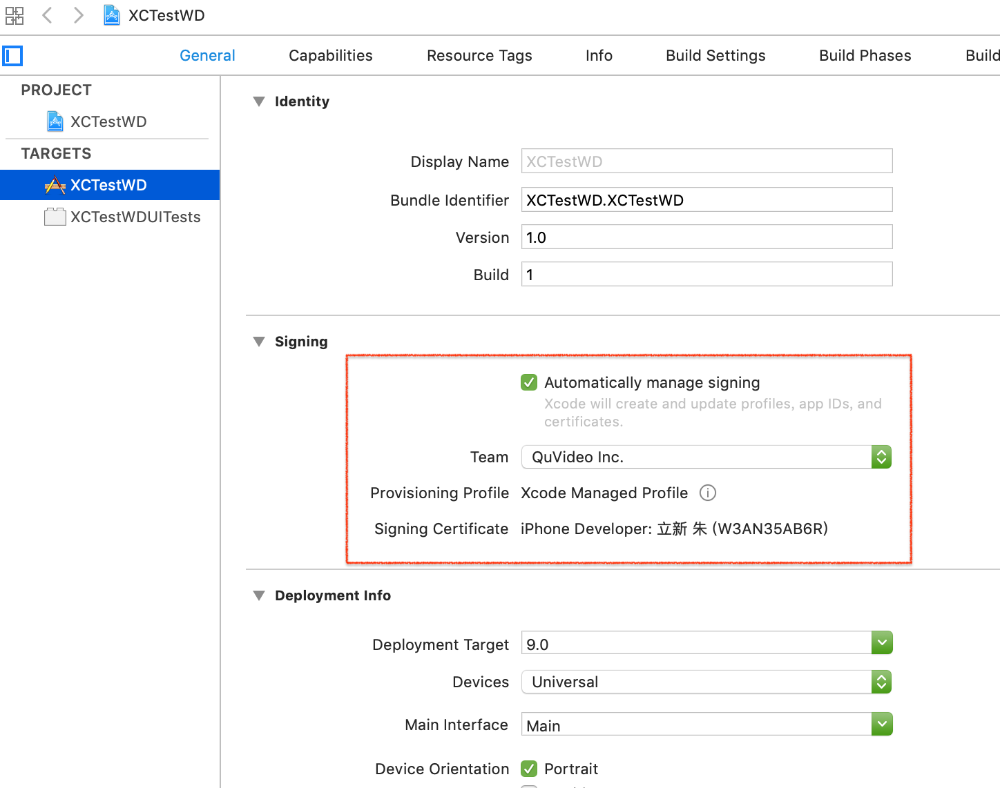 XCTestWD
General Capabilities Resource Tags Info Build Settings Build Phases Build
PROJECT
XCTestWD
TARGETS
XCTestWD
XCTestWDUITests
Identity
Display Name XCTestWD
Bundle Identifier XCTestWD.XCTestWD
Version 1.0
Build 1
Signing
Automatically manage signing
Xcode will create and update profiles, app IDs, and
certificates.
Team QuVideo Inc.
Provisioning Profile Xcode Managed Profile
Signing Certificate iPhone Developer: 立新 朱 (W3AN35AB6R)
Deployment Info
Deployment Target 9.0
Devices Universal
Main Interface Main
Device Orientation Portrait